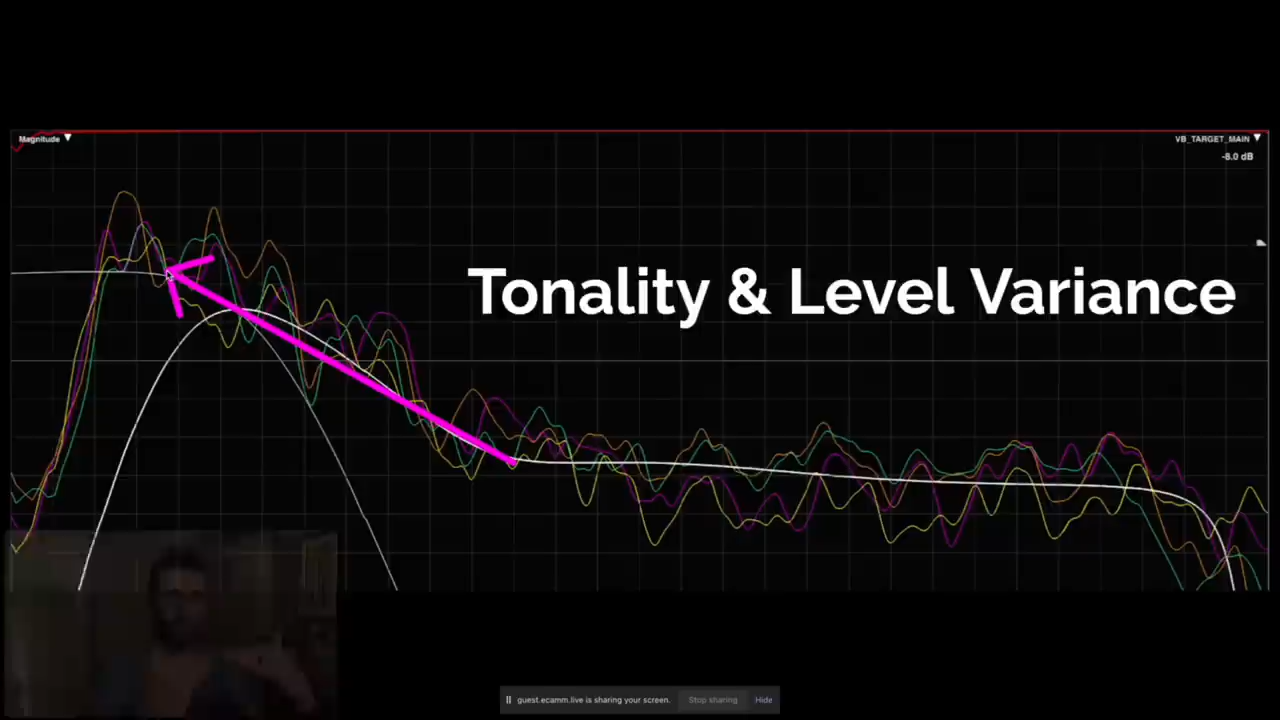 Magnitude
VB_TARGET_MAIN
-8.0 dB
Tonality & Level Variance
guest.ecamm.live is sharing your screen.
Stop sharing
Hide